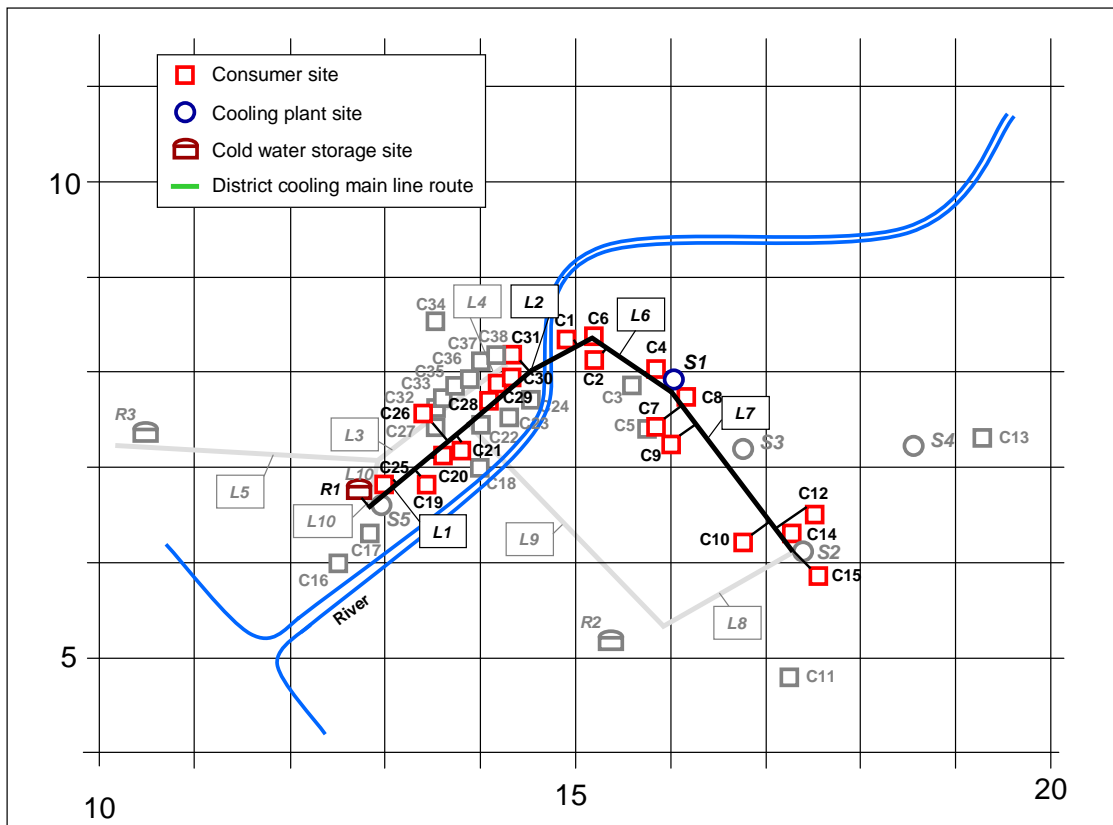 Consumer site
Cooling plant site
Cold water storage site
District cooling main line route
10
C34
L4
L2
C1
C6
L6
C38
C31
C37
C36
C4
S1
C35
C30
C2
C33
C3
C8
C32
C29
24
C28
C26
C23
C7
L7
R3
C27
C22
C5
L3
C21
C9
S3
S4
C13
L10
C25
C20
C18
R1
C19
L5
L10
S5
L1
C12
L9
C10
C14
C17
S2
C16
C15
River
R2
L8
5
C11
10
15
20